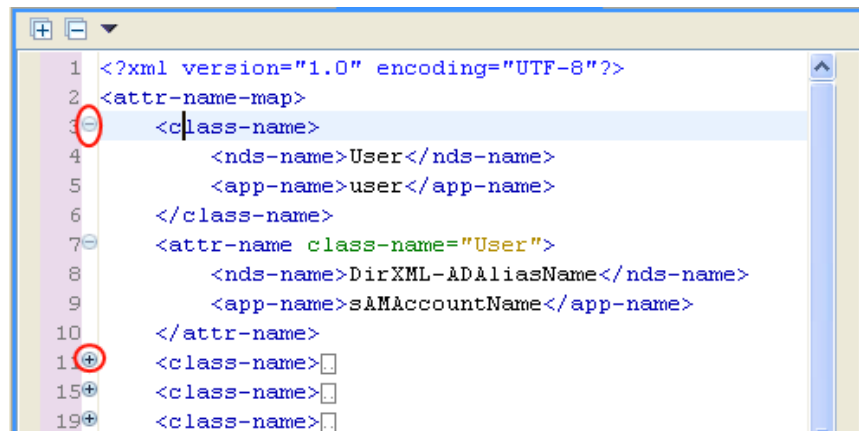 1 <?xml version="1.0" encoding="UTF-8"?>
2 <attr-name-map>
3 <class-name>
4 <nds-name>User</nds-name>
5 <app-name>user</app-name>
6 </class-name>
7 <attr-name class-name="User">
8 <nds-name>DirXML-ADAliasName</nds-name>
9 <app-name>sAMAccountName</app-name>
10 </attr-name>
11 <class-name>
15 <class-name>
19 <class-name>